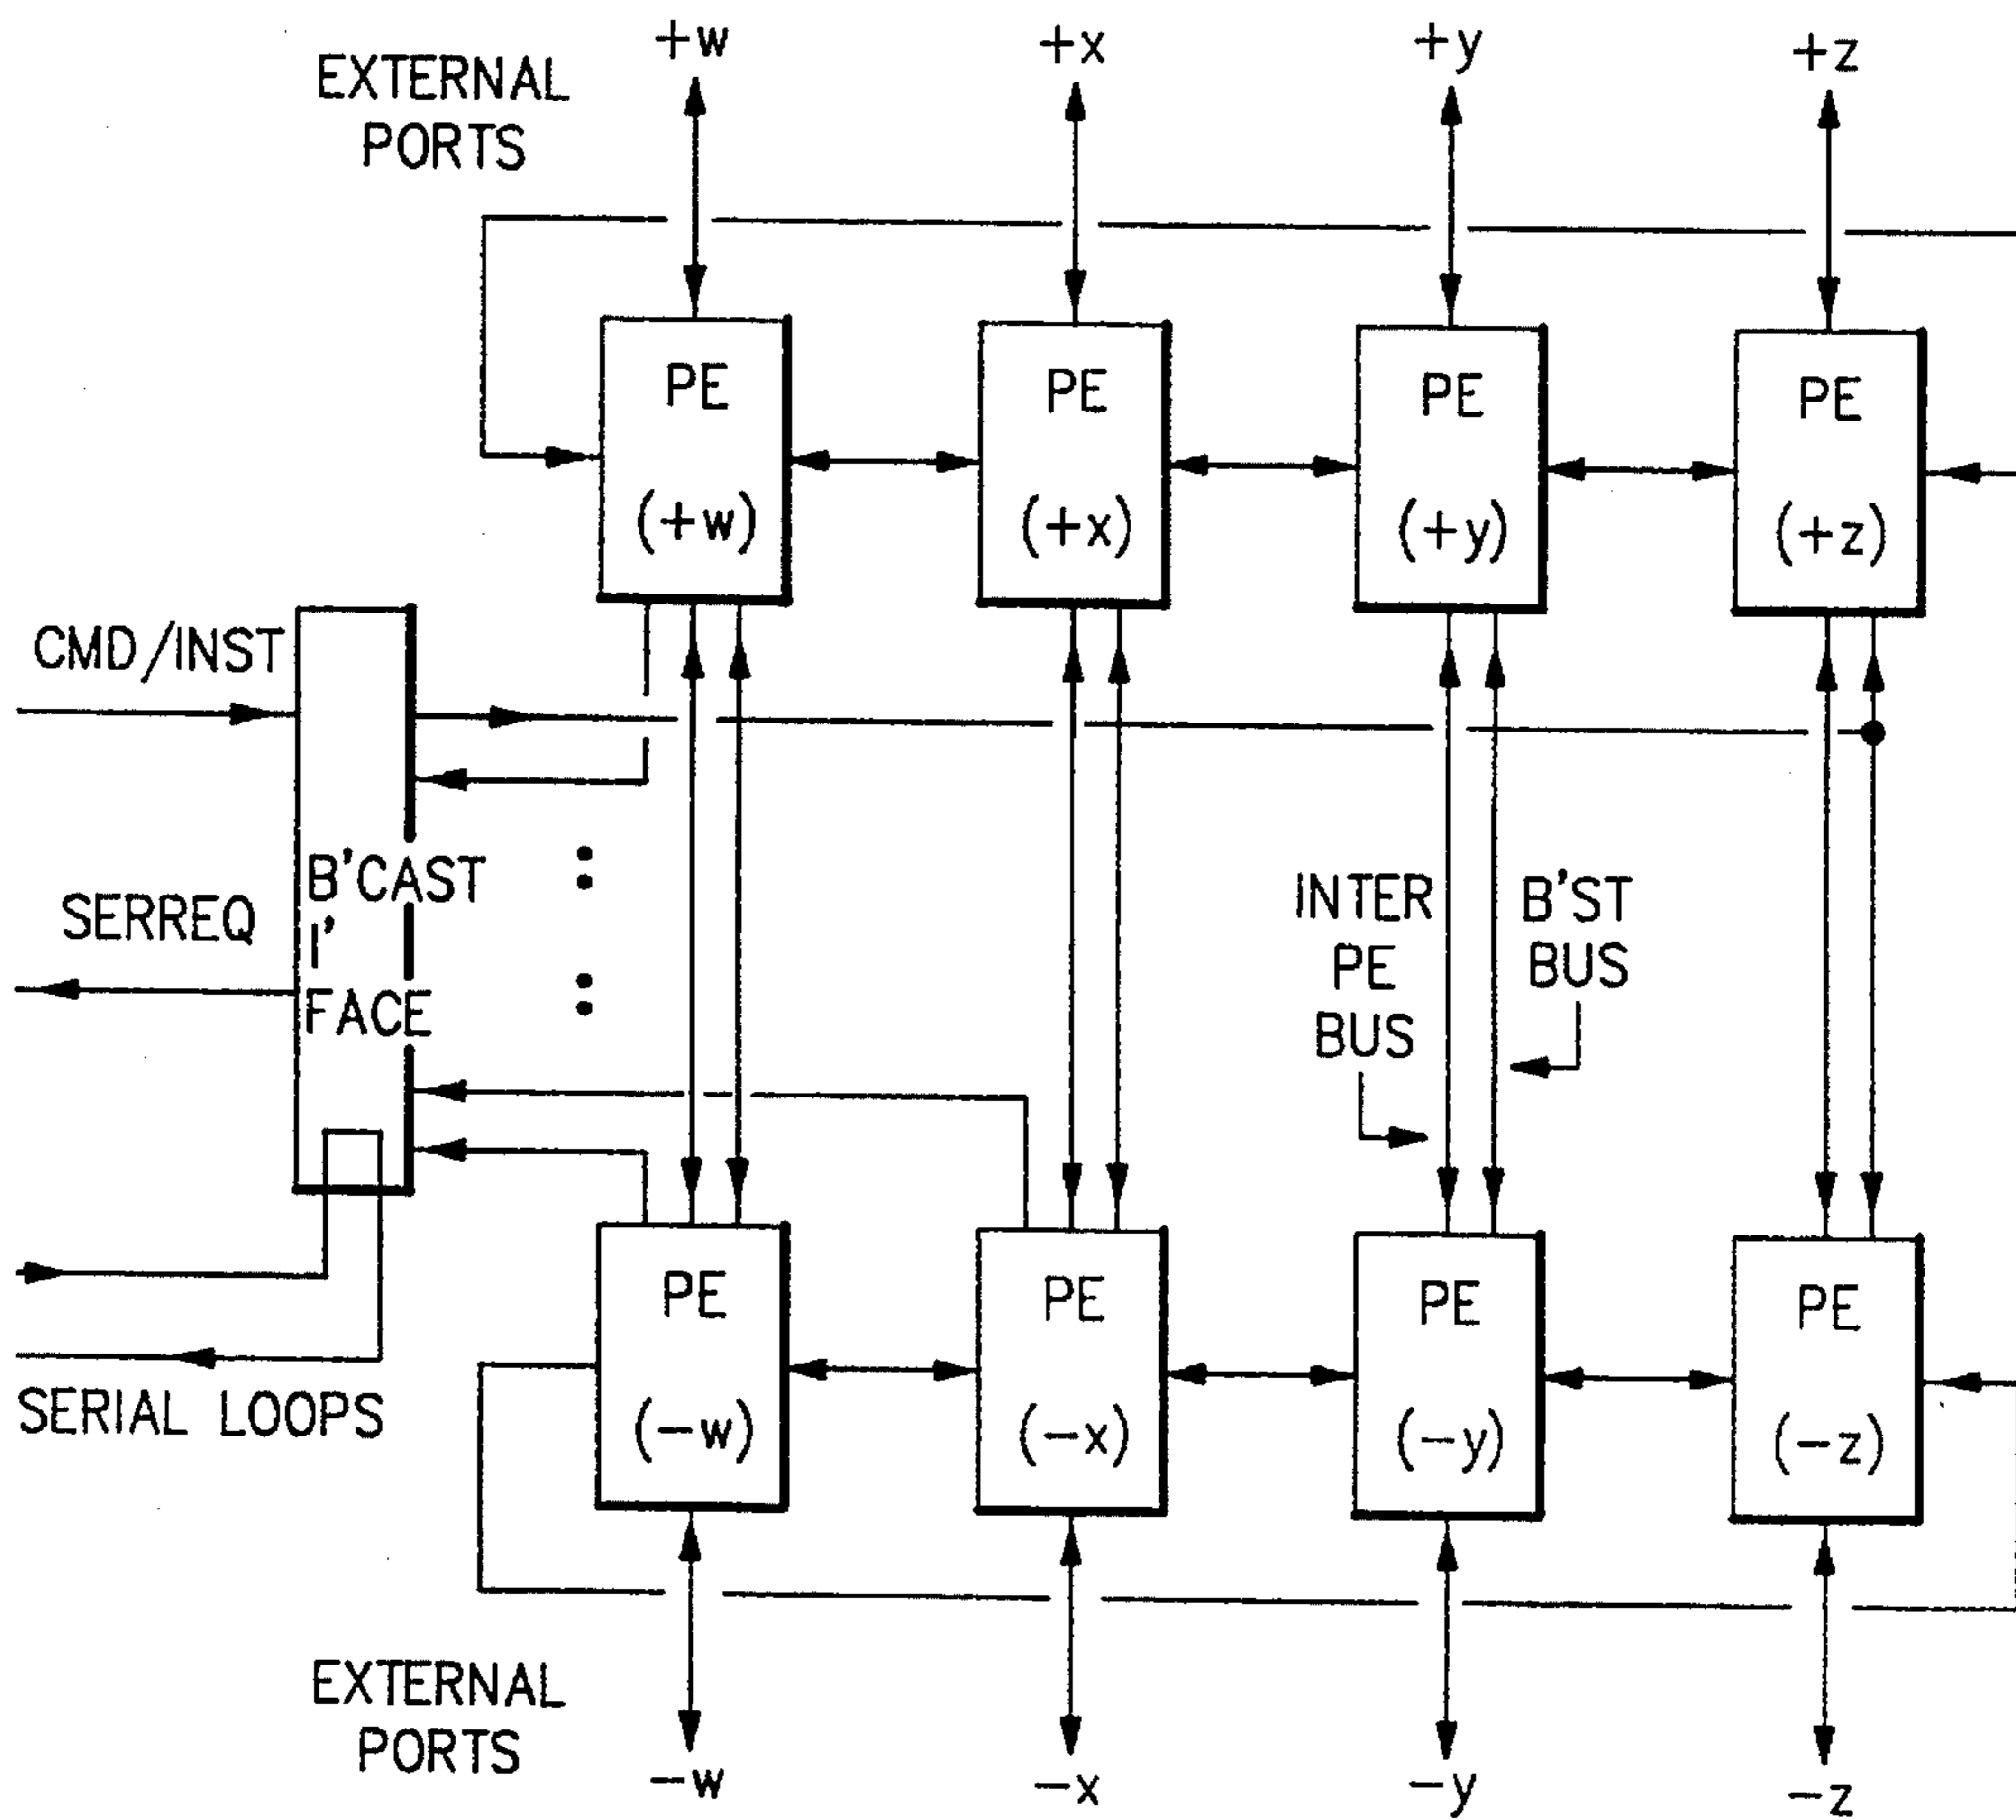 +w
+x
+y
+z
EXTERNAL
PORTS
PE
(+w)
PE
(+x)
PE
(+y)
PE
(+z)
CMD/INST
B'CAST
I'
FACE
SERREQ
INTER
PE
BUS
B'ST
BUS
SERIAL LOOPS
PE
(-w)
PE
(-x)
PE
(-y)
PE
(-z)
EXTERNAL
PORTS
-w
-x
-y
-z